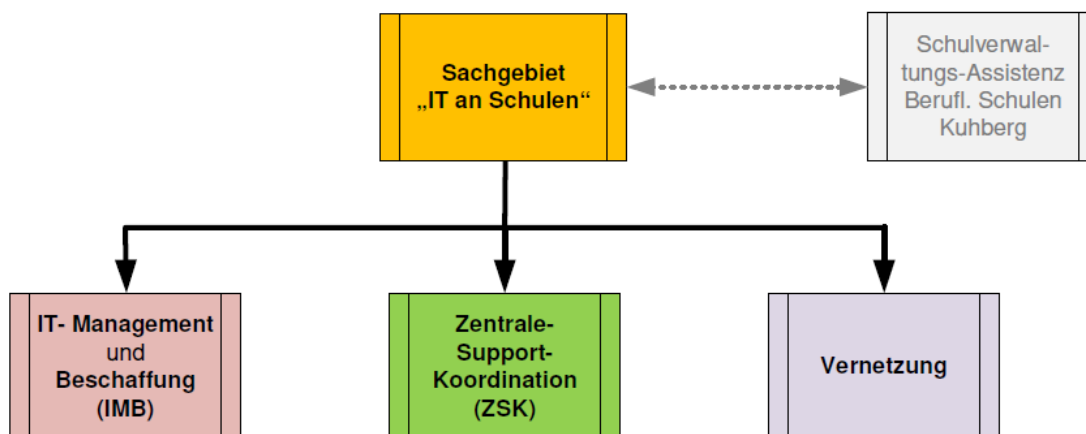 Sachgebiet
„IT an Schulen“
Schulverwal-
tungs-Assistenz
Berufl. Schulen
Kuhberg
IT- Management
und
Beschaffung
(IMB)
Zentrale-
Support-
Koordination
(ZSK)
Vernetzung